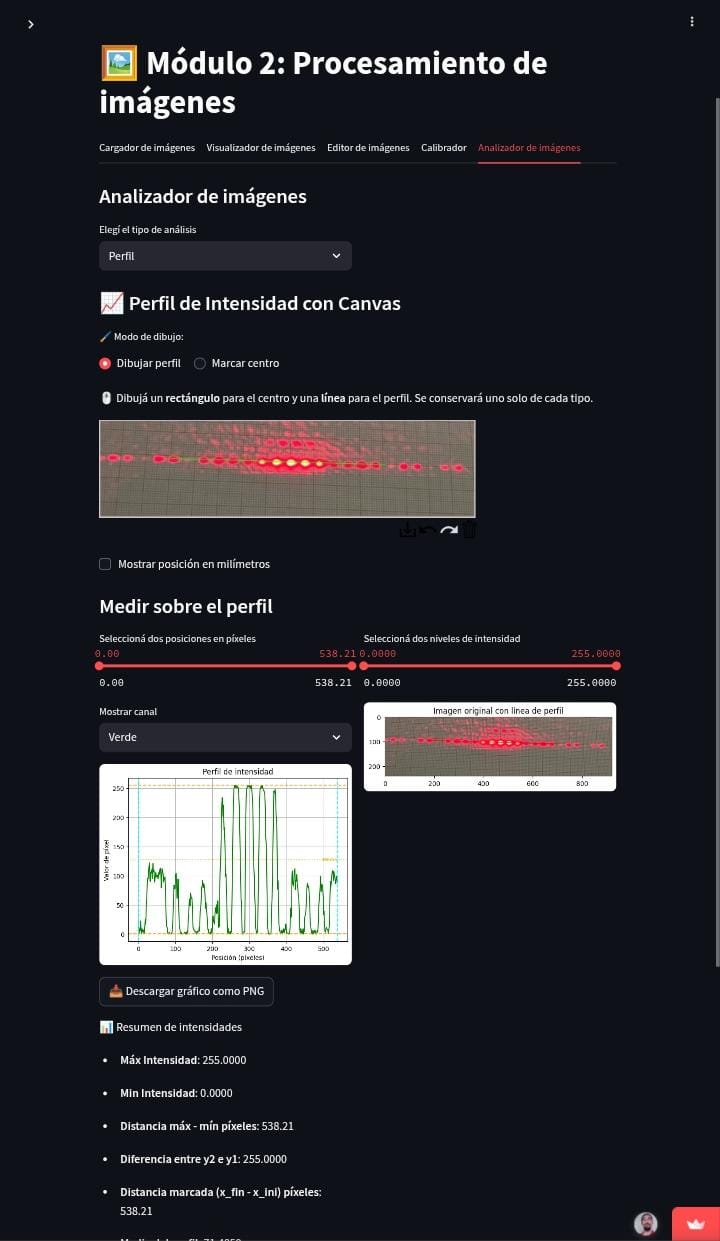 Módulo 2: Procesamiento de
imágenes
Cargador de imágenes Visualizador de imágenes Editor de imágenes Calibrador Analizador de imágenes
Analizador de imágenes
Elegí el tipo de análisis
Perfil
Perfil de Intensidad con Canvas
Modo de dibujo:
Dibujar perfil Marcar centro
Dibujá un rectángulo para el centro y una línea para el perfil. Se conservará uno solo de cada tipo.
Mostrar posición en milímetros
Medir sobre el perfil
Seleccioná dos posiciones en píxeles
0.00 538.21
0.00 538.21
Seleccioná dos niveles de intensidad
0.0000 255.0000
0.0000 255.0000
Mostrar canal
Verde
Imagen original con línea de perfil
0
100
200
0 200 400 600 800
Perfil de intensidad
Valor de píxel
250
200
150
100
50
0
0 100 200 300 400 500
Posición (píxeles)
Descargar gráfico como PNG
Resumen de intensidades
Máx Intensidad: 255.0000
Min Intensidad: 0.0000
Distancia máx - mín píxeles: 538.21
Diferencia entre y2 e y1: 255.0000
Distancia marcada (x_fin - x_ini) píxeles:
538.21